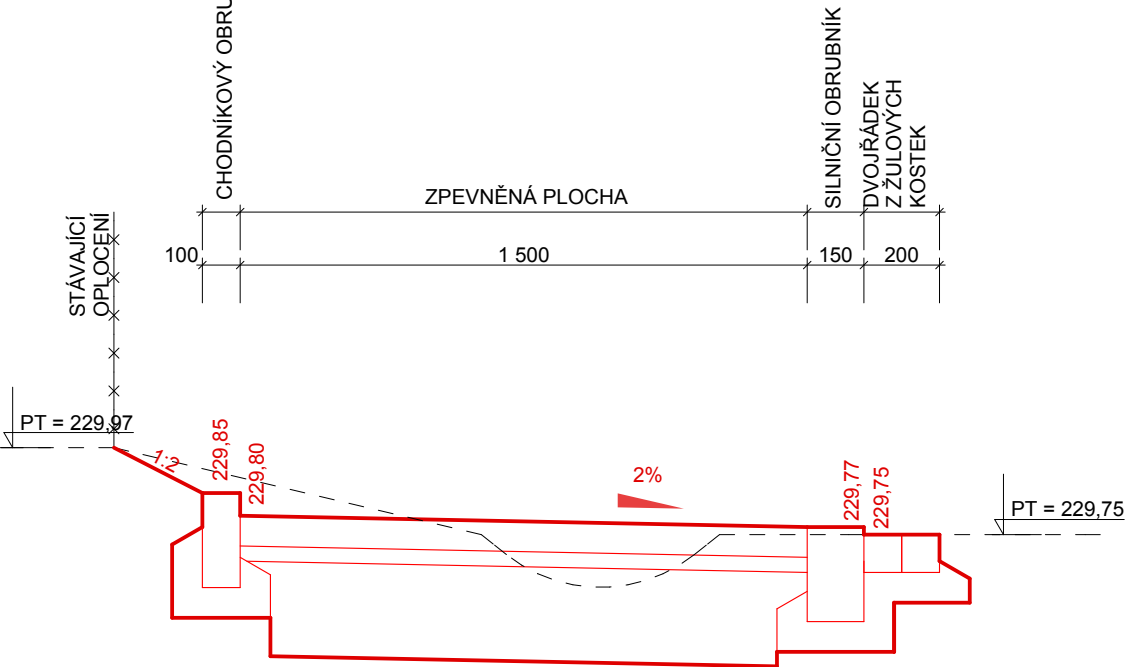 CHODNÍKOVÝ
SILNIČNÍ OBRUBNÍK
DVOJŘÁDEK
Z ŽULOVÝCH
KOSTEK
ZPEVNĚNÁ PLOCHA
STÁVAJÍCÍ
OPLOCENÍ
100
1 500
150
200
PT = 229,97
1:2
229,85
229,80
2%
229,77
229,75
PT = 229,75